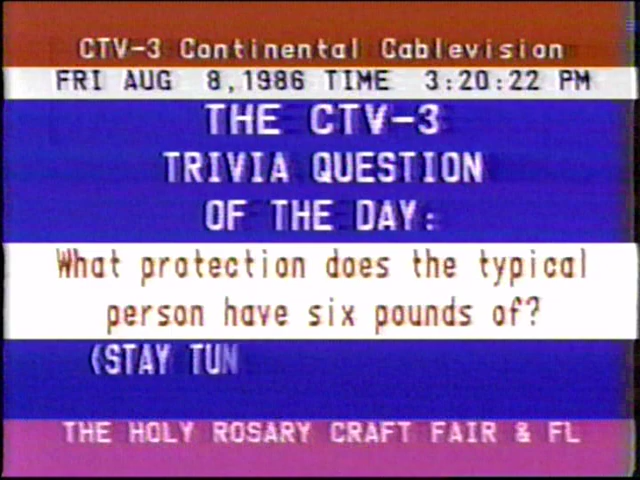 CTV-3 Continental Cablevision
FRI AUG 8,1986 TIME 3:20:22 PM
THE CTV-3
TRIVIA QUESTION
OF THE DAY:
What protection does the typical
person have six pounds of?
(STAY TUN
THE HOLY ROSARY CRAFT FAIR & FL